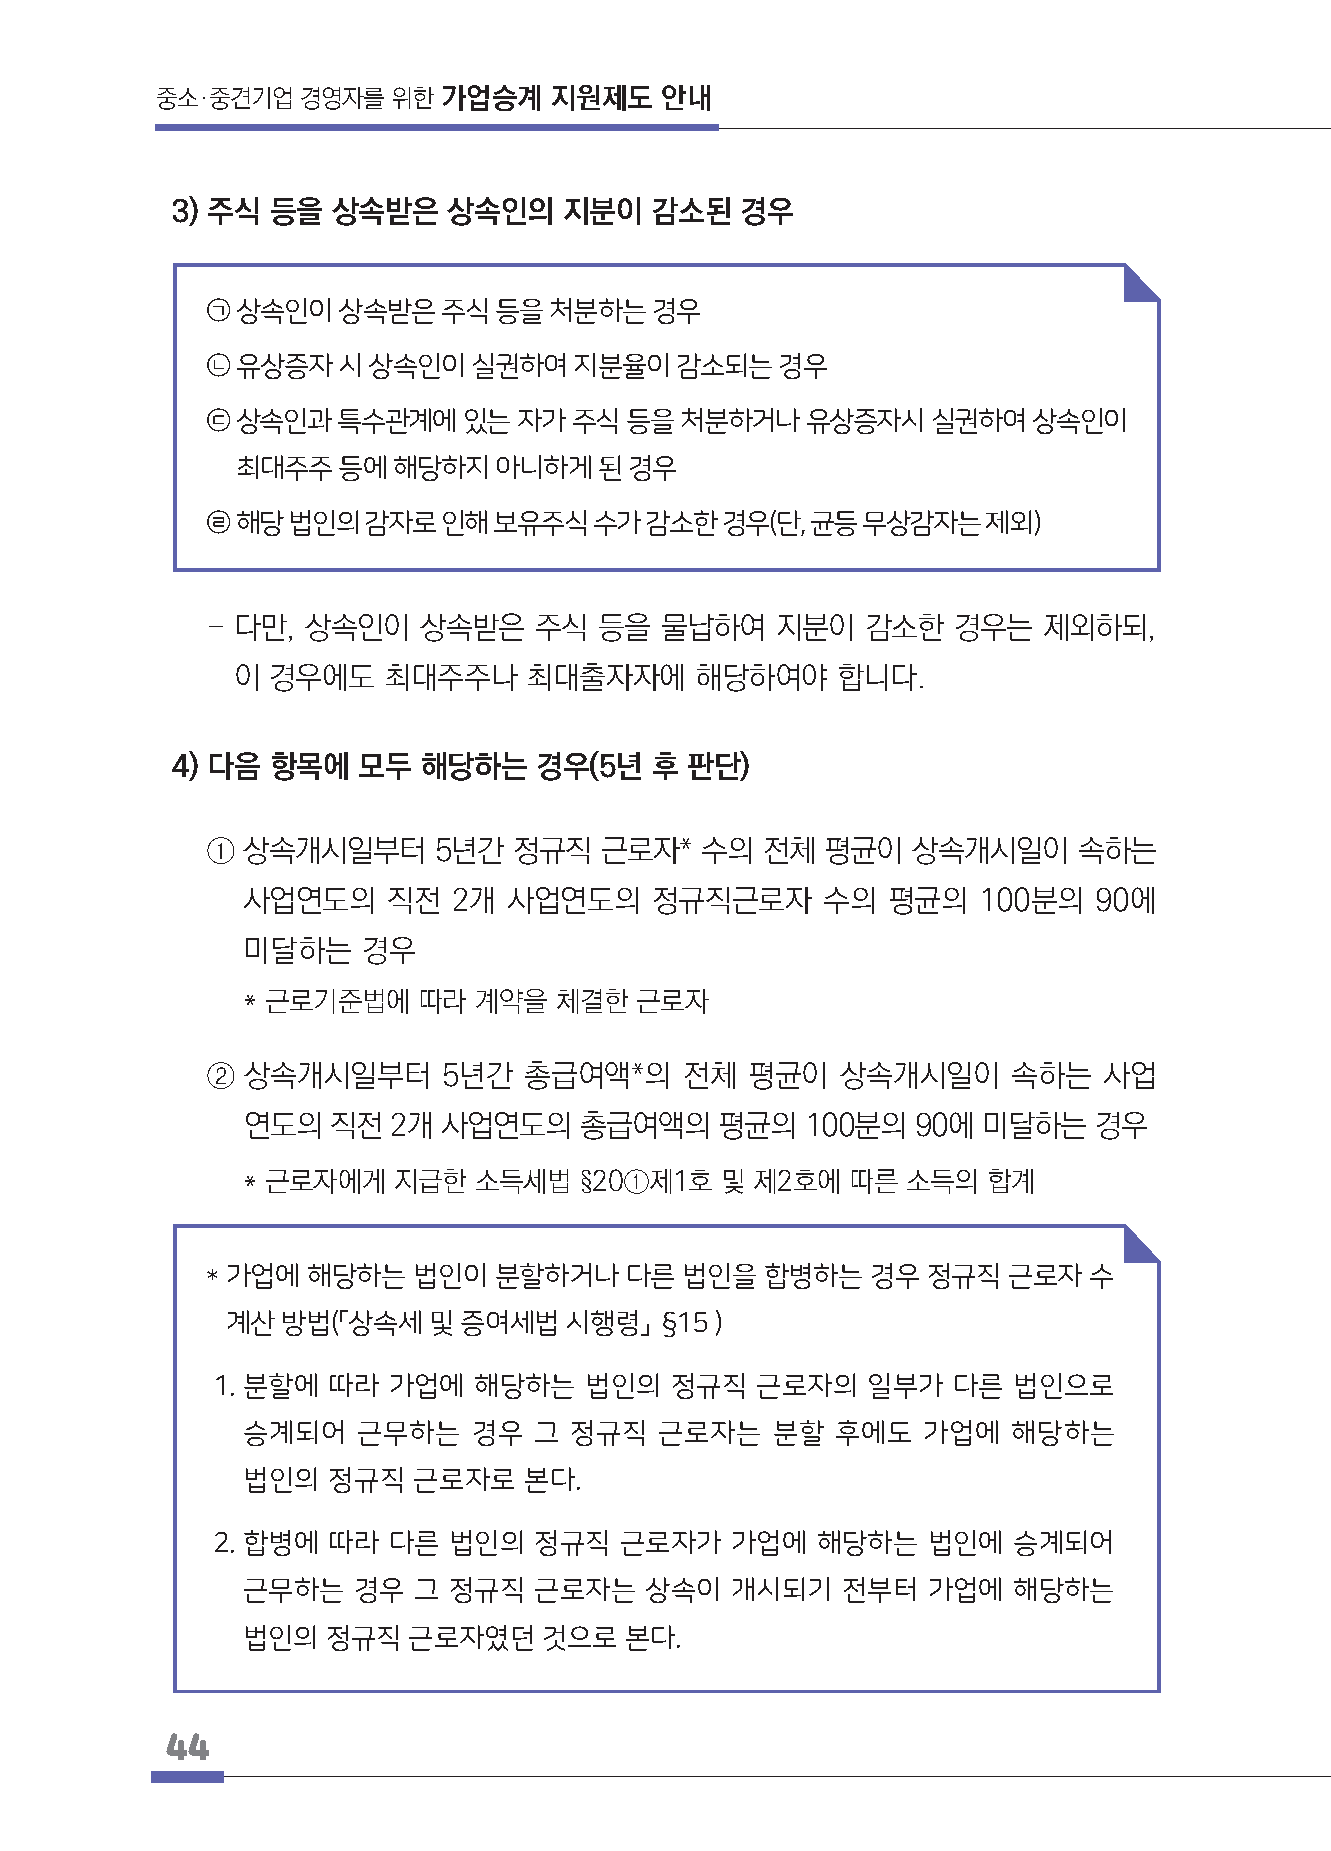 중소·중견기업 경영자를 위한 가업승계 지원제도 안내
3) 주식 등을 상속받은 상속인의 지분이 감소된 경우
㉠ 상속인이 상속받은 주식 등을 처분하는 경우
㉡ 유상증자 시 상속인이 실권하여 지분율이 감소되는 경우
㉢ 상속인과 특수관계에 있는 자가 주식 등을 처분하거나 유상증자시 실권하여 상속인이
최대주주 등에 해당하지 아니하게 된 경우
㉣ 해당 법인의 감자로 인해 보유주식 수가 감소한 경우(단, 균등 무상감자는 제외)
- 다만, 상속인이 상속받은 주식 등을 물납하여 지분이 감소한 경우는 제외하되,
이 경우에도 최대주주나 최대출자자에 해당하여야 합니다.
4) 다음 항목에 모두 해당하는 경우(5년 후 판단)
① 상속개시일부터 5년간 정규직 근로자* 수의 전체 평균이 상속개시일이 속하는
사업연도의 직전 2개 사업연도의 정규직근로자 수의 평균의 100분의 90에
미달하는 경우
* 근로기준법에 따라 계약을 체결한 근로자
② 상속개시일부터 5년간 총급여액*의 전체 평균이 상속개시일이 속하는 사업
연도의 직전 2개 사업연도의 총급여액의 평균의 100분의 90에 미달하는 경우
* 근로자에게 지급한 소득세법 §20①제1호 및 제2호에 따른 소득의 합계
* 가업에 해당하는 법인이 분할하거나 다른 법인을 합병하는 경우 정규직 근로자 수
계산 방법(「상속세 및 증여세법 시행령」 §15 )
1. 분할에 따라 가업에 해당하는 법인의 정규직 근로자의 일부가 다른 법인으로
승계되어 근무하는 경우 그 정규직 근로자는 분할 후에도 가업에 해당하는
법인의 정규직 근로자로 본다.
2. 합병에 따라 다른 법인의 정규직 근로자가 가업에 해당하는 법인에 승계되어
근무하는 경우 그 정규직 근로자는 상속이 개시되기 전부터 가업에 해당하는
법인의 정규직 근로자였던 것으로 본다.
44